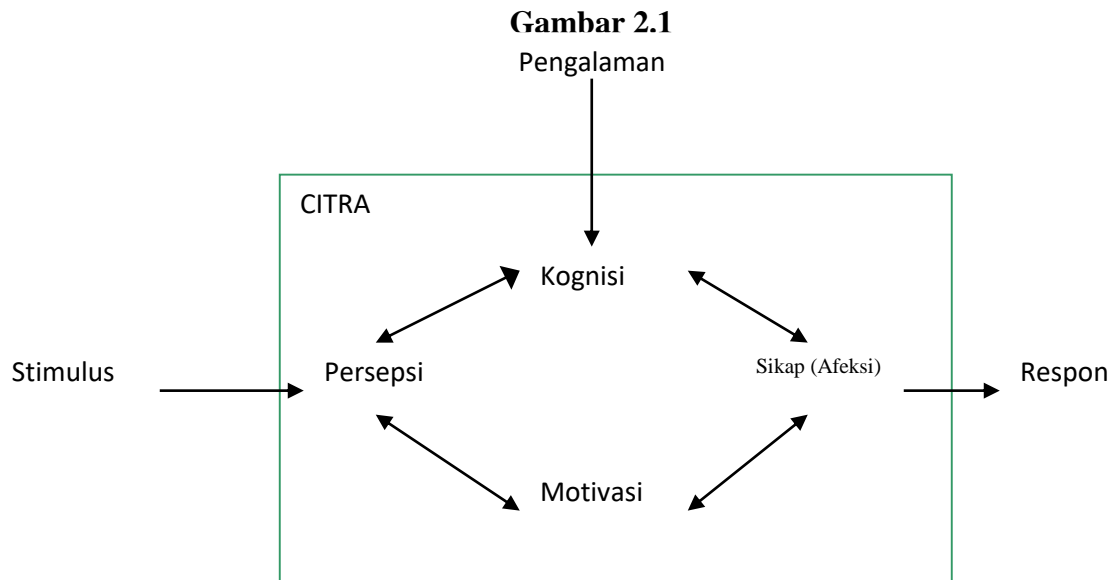 Gambar 2.1
Pengalaman
CITRA
Kognisi
Stimulus
Persepsi
Sikap (Afeksi)
Respon
Motivasi